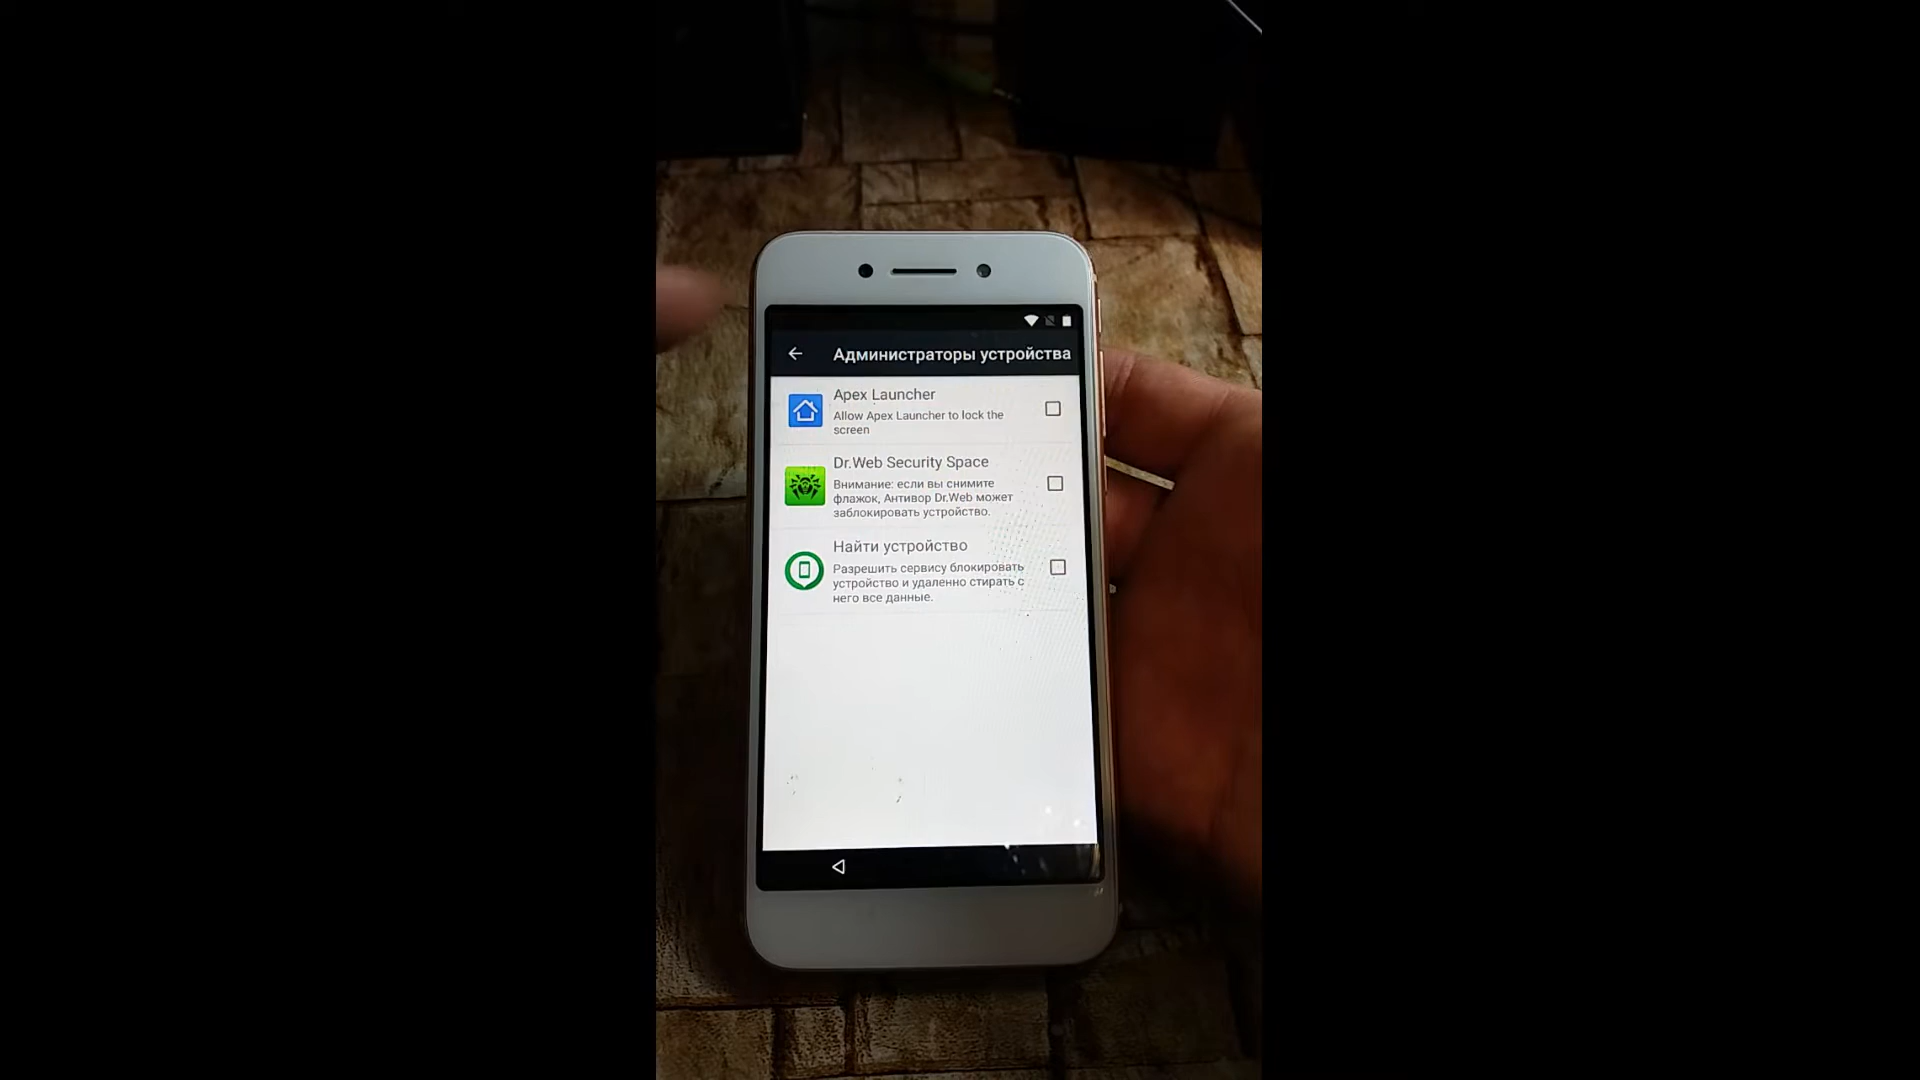 Администраторы устройства
Apex Launcher
Allow Apex Launcher to lock the
screen
Dr.Web Security Space
Внимание: если вы снимите
флажок, Антивор Dr.Web может
заблокировать устройство.
Найти устройство
Разрешить сервису блокировать
устройство и удаленно стирать с
него все данные.